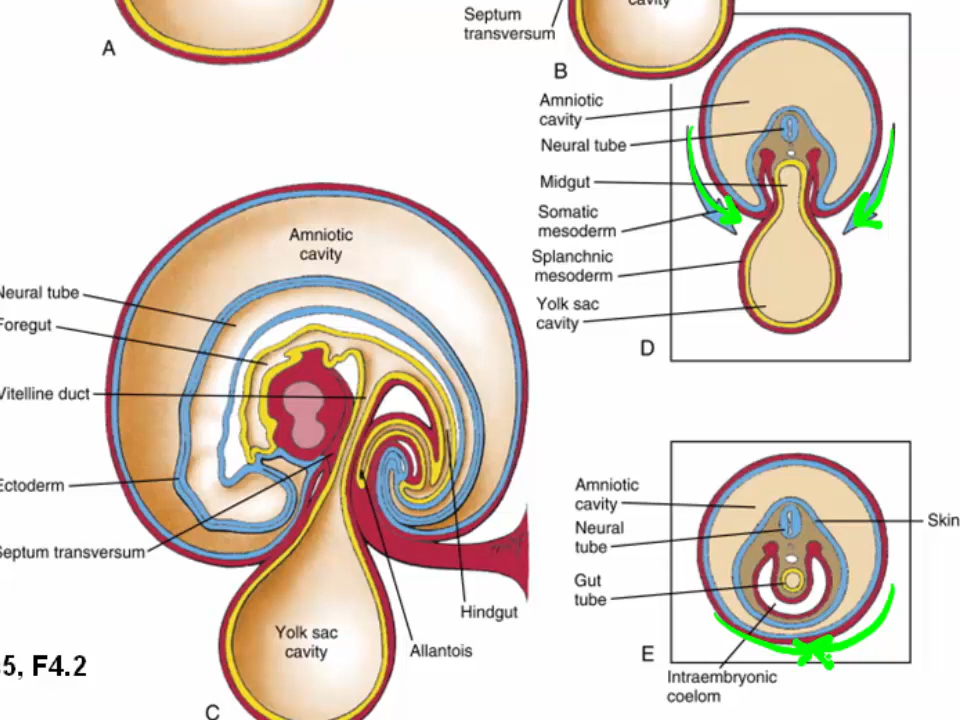 cavity
Septum
transversum
A
B
Amniotic
cavity
Neural tube
Midgut
Somatic
mesoderm
Splanchnic
mesoderm
Yolk sac
cavity
D
Amniotic
cavity
Neural tube
Foregut
Vitelline duct
Ectoderm
Septum transversum
Yolk sac
cavity
Hindgut
Allantois
C
5, F4.2
Amniotic
cavity
Neural
tube
Skin
Gut
tube
E
Intraembryonic
coelom